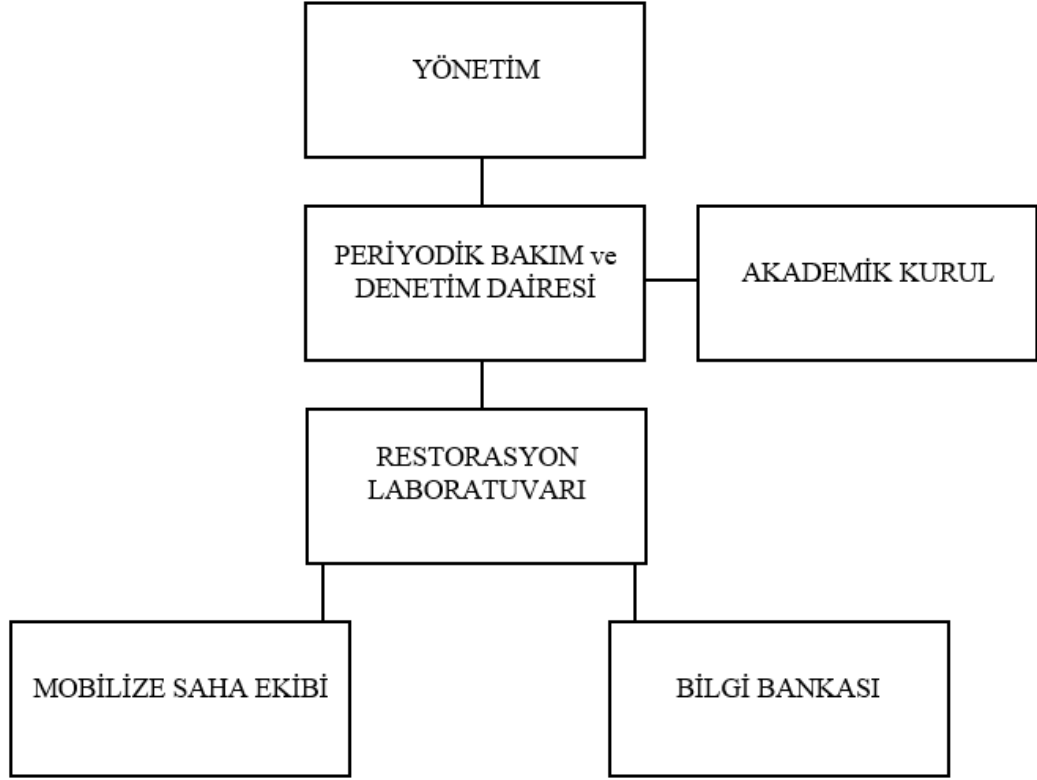 YÖNETİM
PERİYODİK BAKIM ve
DENETİM DAİRESİ
AKADEMİK KURUL
RESTORASYON
LABORATUVARI
MOBİLİZE SAHA EKİBİ
BİLGİ BANKASI